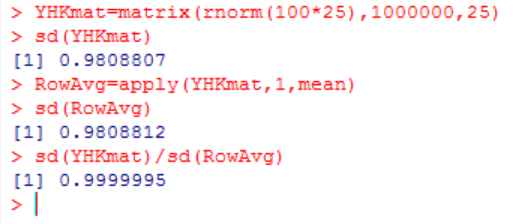 > YHKmat=matrix(rnorm(100*25),1000000,25)
> sd(YHKmat)
[1] 0.9808807
> RowAvg=apply(YHKmat,1,mean)
> sd(RowAvg)
[1] 0.9808812
> sd(YHKmat)/sd(RowAvg)
[1] 0.9999995
>